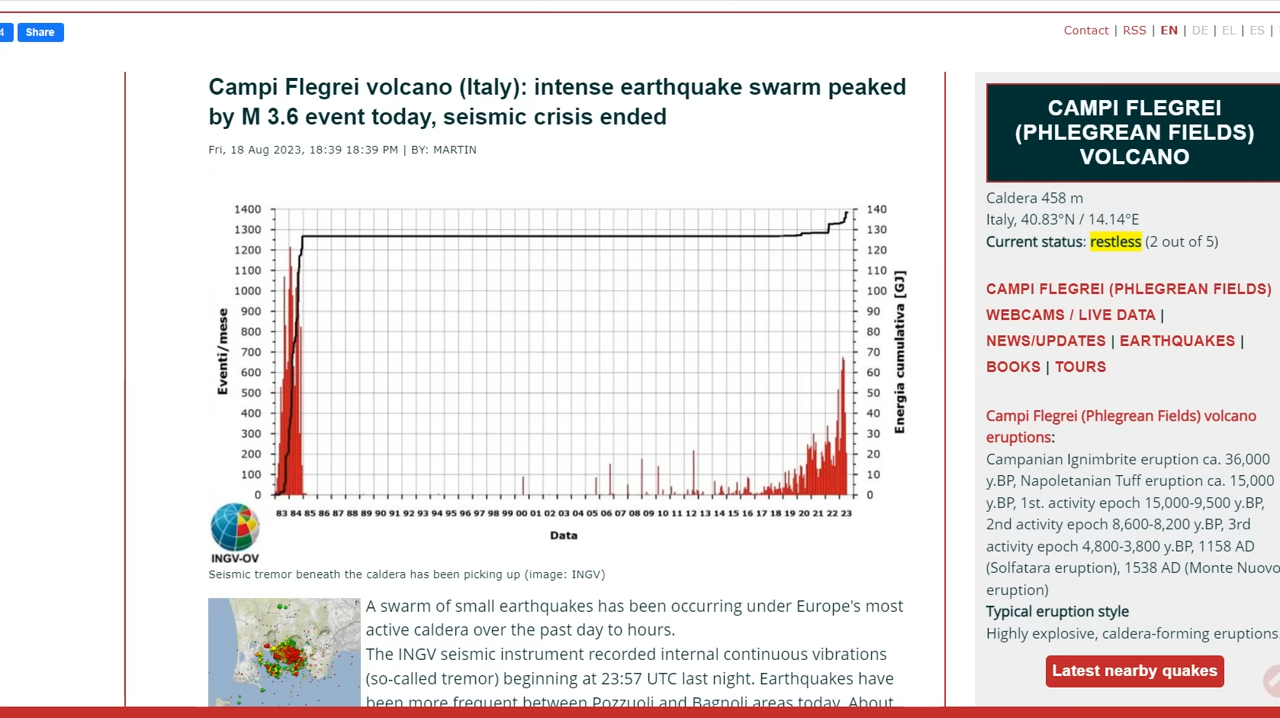 4
Share
Contact | RSS | EN | DE | EL | ES |
Campi Flegrei volcano (Italy): intense earthquake swarm peaked
by M 3.6 event today, seismic crisis ended
Fri, 18 Aug 2023, 18:39 18:39 PM | BY: MARTIN
1400
1300
1200
1100
1000
900
800
700
600
500
400
300
200
100
0
Eventi/mese
140
130
120
110
100
90
80
70
60
50
40
30
20
10
0
Energia cumulativa [GJ]
83 84 85 86 87 88 89 90 91 92 93 94 95 96 97 98 99 00 01 02 03 04 05 06 07 08 09 10 11 12 13 14 15 16 17 18 19 20 21 22 23
Data
INGV-OV
Seismic tremor beneath the caldera has been picking up (image: INGV)
A swarm of small earthquakes has been occurring under Europe's most
active caldera over the past day to hours.
The INGV seismic instrument recorded internal continuous vibrations
(so-called tremor) beginning at 23:57 UTC last night. Earthquakes have
been more frequent between Pozzuoli and Bagnoli areas today. About
CAMPI FLEGREI
(PHLEGREAN FIELDS)
VOLCANO
Caldera 458 m
Italy, 40.83°N / 14.14°E
Current status: restless (2 out of 5)
CAMPI FLEGREI (PHLEGREAN FIELDS)
WEBCAMS / LIVE DATA |
NEWS/UPDATES | EARTHQUAKES |
BOOKS | TOURS
Campi Flegrei (Phlegrean Fields) volcano
eruptions:
Campanian Ignimbrite eruption ca. 36,000
y.BP, Napoletanian Tuff eruption ca. 15,000
y.BP, 1st. activity epoch 15,000-9,500 y.BP,
2nd activity epoch 8,600-8,200 y.BP, 3rd
activity epoch 4,800-3,800 y.BP, 1158 AD
(Solfatara eruption), 1538 AD (Monte Nuovo
eruption)
Typical eruption style
Highly explosive, caldera-forming eruptions
Latest nearby quakes